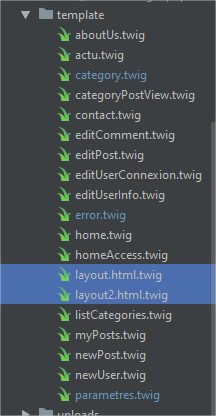 template
aboutUs.twig
actu.twig
category.twig
categoryPostView.twig
contact.twig
editComment.twig
editPost.twig
editUserConnexion.twig
editUserInfo.twig
error.twig
home.twig
homeAccess.twig
layout.html.twig
layout2.html.twig
listCategories.twig
myPosts.twig
newPost.twig
newUser.twig
parametres.twig
uploads